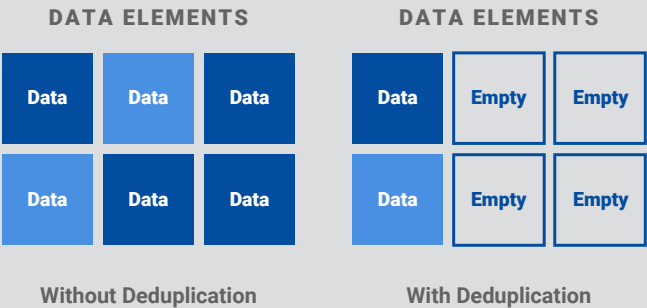 DATA ELEMENTS
Data Data Data
Data Data Data
Without Deduplication
DATA ELEMENTS
Data Empty Empty
Data Empty Empty
With Deduplication